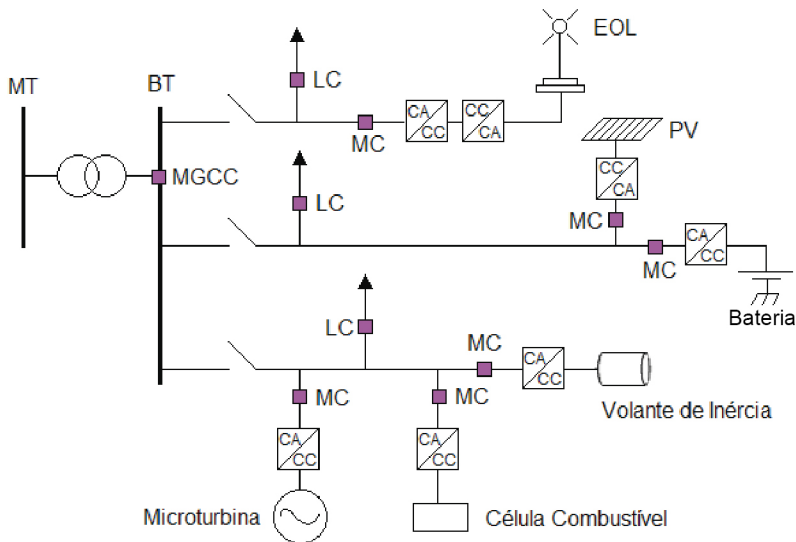 EOL
MT
BT
LC
CA
CC
CC
CA
MC
PV
MGCC
CC
CA
LC
MC
CA
CC
MC
Bateria
LC
MC
CA
CC
MC
MC
Volante de Inércia
CA
CC
CA
CC
Microturbina
Célula Combustível